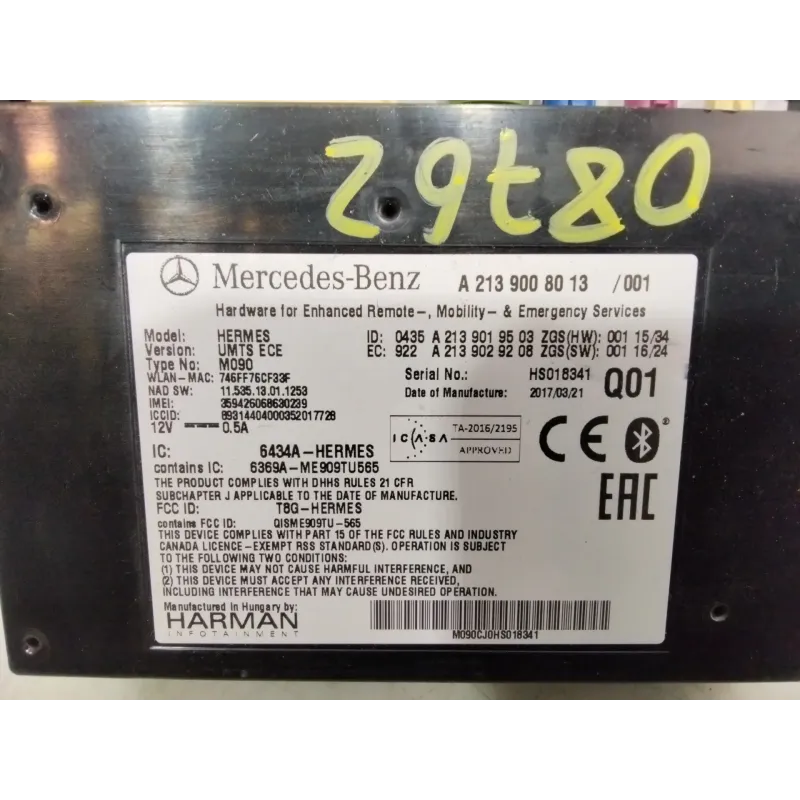 29t80
Mercedes-Benz A 213 900 80 13 /001
Hardware for Enhanced Remote-, Mobility- & Emergency Services
Model: HERMES ID: 0435 A 213 901 95 03 ZGS(HW): 001 15/34
Version: UMTS ECE EC: 922 A 213 902 92 08 ZGS(SW): 001 16/24
Type No: M090
WLAN-MAC: 746FF76CF33F Serial No.: HS018341 Q01
NAD SW: 11.535.13.01.1253 Date of Manufacture: 2017/03/21
IMEI: 359426068630239
ICCID: 89314404000352017728
12V 0.5A
ICASA TA-2016/2195
APPROVED
CE
EAC
IC: 6434A-HERMES
contains IC: 6369A-ME909TU565
THE PRODUCT COMPLIES WITH DHHS RULES 21 CFR
SUBCHAPTER J APPLICABLE TO THE DATE OF MANUFACTURE.
FCC ID: T8G-HERMES
contains FCC ID: QISME909TU-565
THIS DEVICE COMPLIES WITH PART 15 OF THE FCC RULES AND INDUSTRY
CANADA LICENCE-EXEMPT RSS STANDARD(S). OPERATION IS SUBJECT
TO THE FOLLOWING TWO CONDITIONS:
(1) THIS DEVICE MAY NOT CAUSE HARMFUL INTERFERENCE, AND
(2) THIS DEVICE MUST ACCEPT ANY INTERFERENCE RECEIVED,
INCLUDING INTERFERENCE THAT MAY CAUSE UNDESIRED OPERATION.
Manufactured in Hungary by:
HARMAN
INFOTAINMENT
M090CJ0HS018341